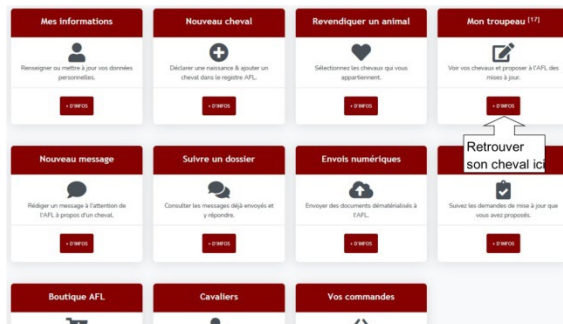 Mes informations
Nouveau cheval
Revendiquer un animal
Mon troupeau [17]
Renseigner ou mettre à jour vos données
personnelles.
Déclarer une naissance & ajouter un
cheval dans le registre AFL.
Sélectionnez les chevaux qui vous
appartiennent.
Voir vos chevaux et proposer à l'AFL des
mises à jour.
+ D'INFOS
+ D'INFOS
+ D'INFOS
+ D'INFOS
Retrouver
son cheval ici
Nouveau message
Suivre un dossier
Envois numériques
Rédiger un message à l'attention de
l'AFL à propos d'un cheval.
Consulter les messages déjà envoyés et
y répondre.
Envoyer des documents dématérialisés à
l'AFL.
Suivez les demandes de mise à jour que
vous avez proposés.
+ D'INFOS
+ D'INFOS
+ D'INFOS
+ D'INFOS
Boutique AFL
Cavaliers
Vos commandes